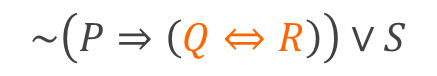 ~(P ⇒ (Q ⇔ R)) ∨ S